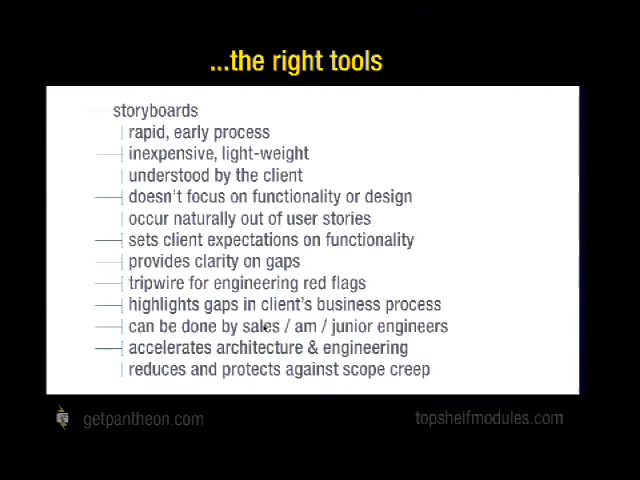 ...the right tools
storyboards
rapid, early process
inexpensive, light-weight
understood by the client
doesn't focus on functionality or design
occur naturally out of user stories
sets client expectations on functionality
provides clarity on gaps
tripwire for engineering red flags
highlights gaps in client's business process
can be done by sales / am / junior engineers
accelerates architecture & engineering
reduces and protects against scope creep
getpantheon.com
topshelfmodules.com